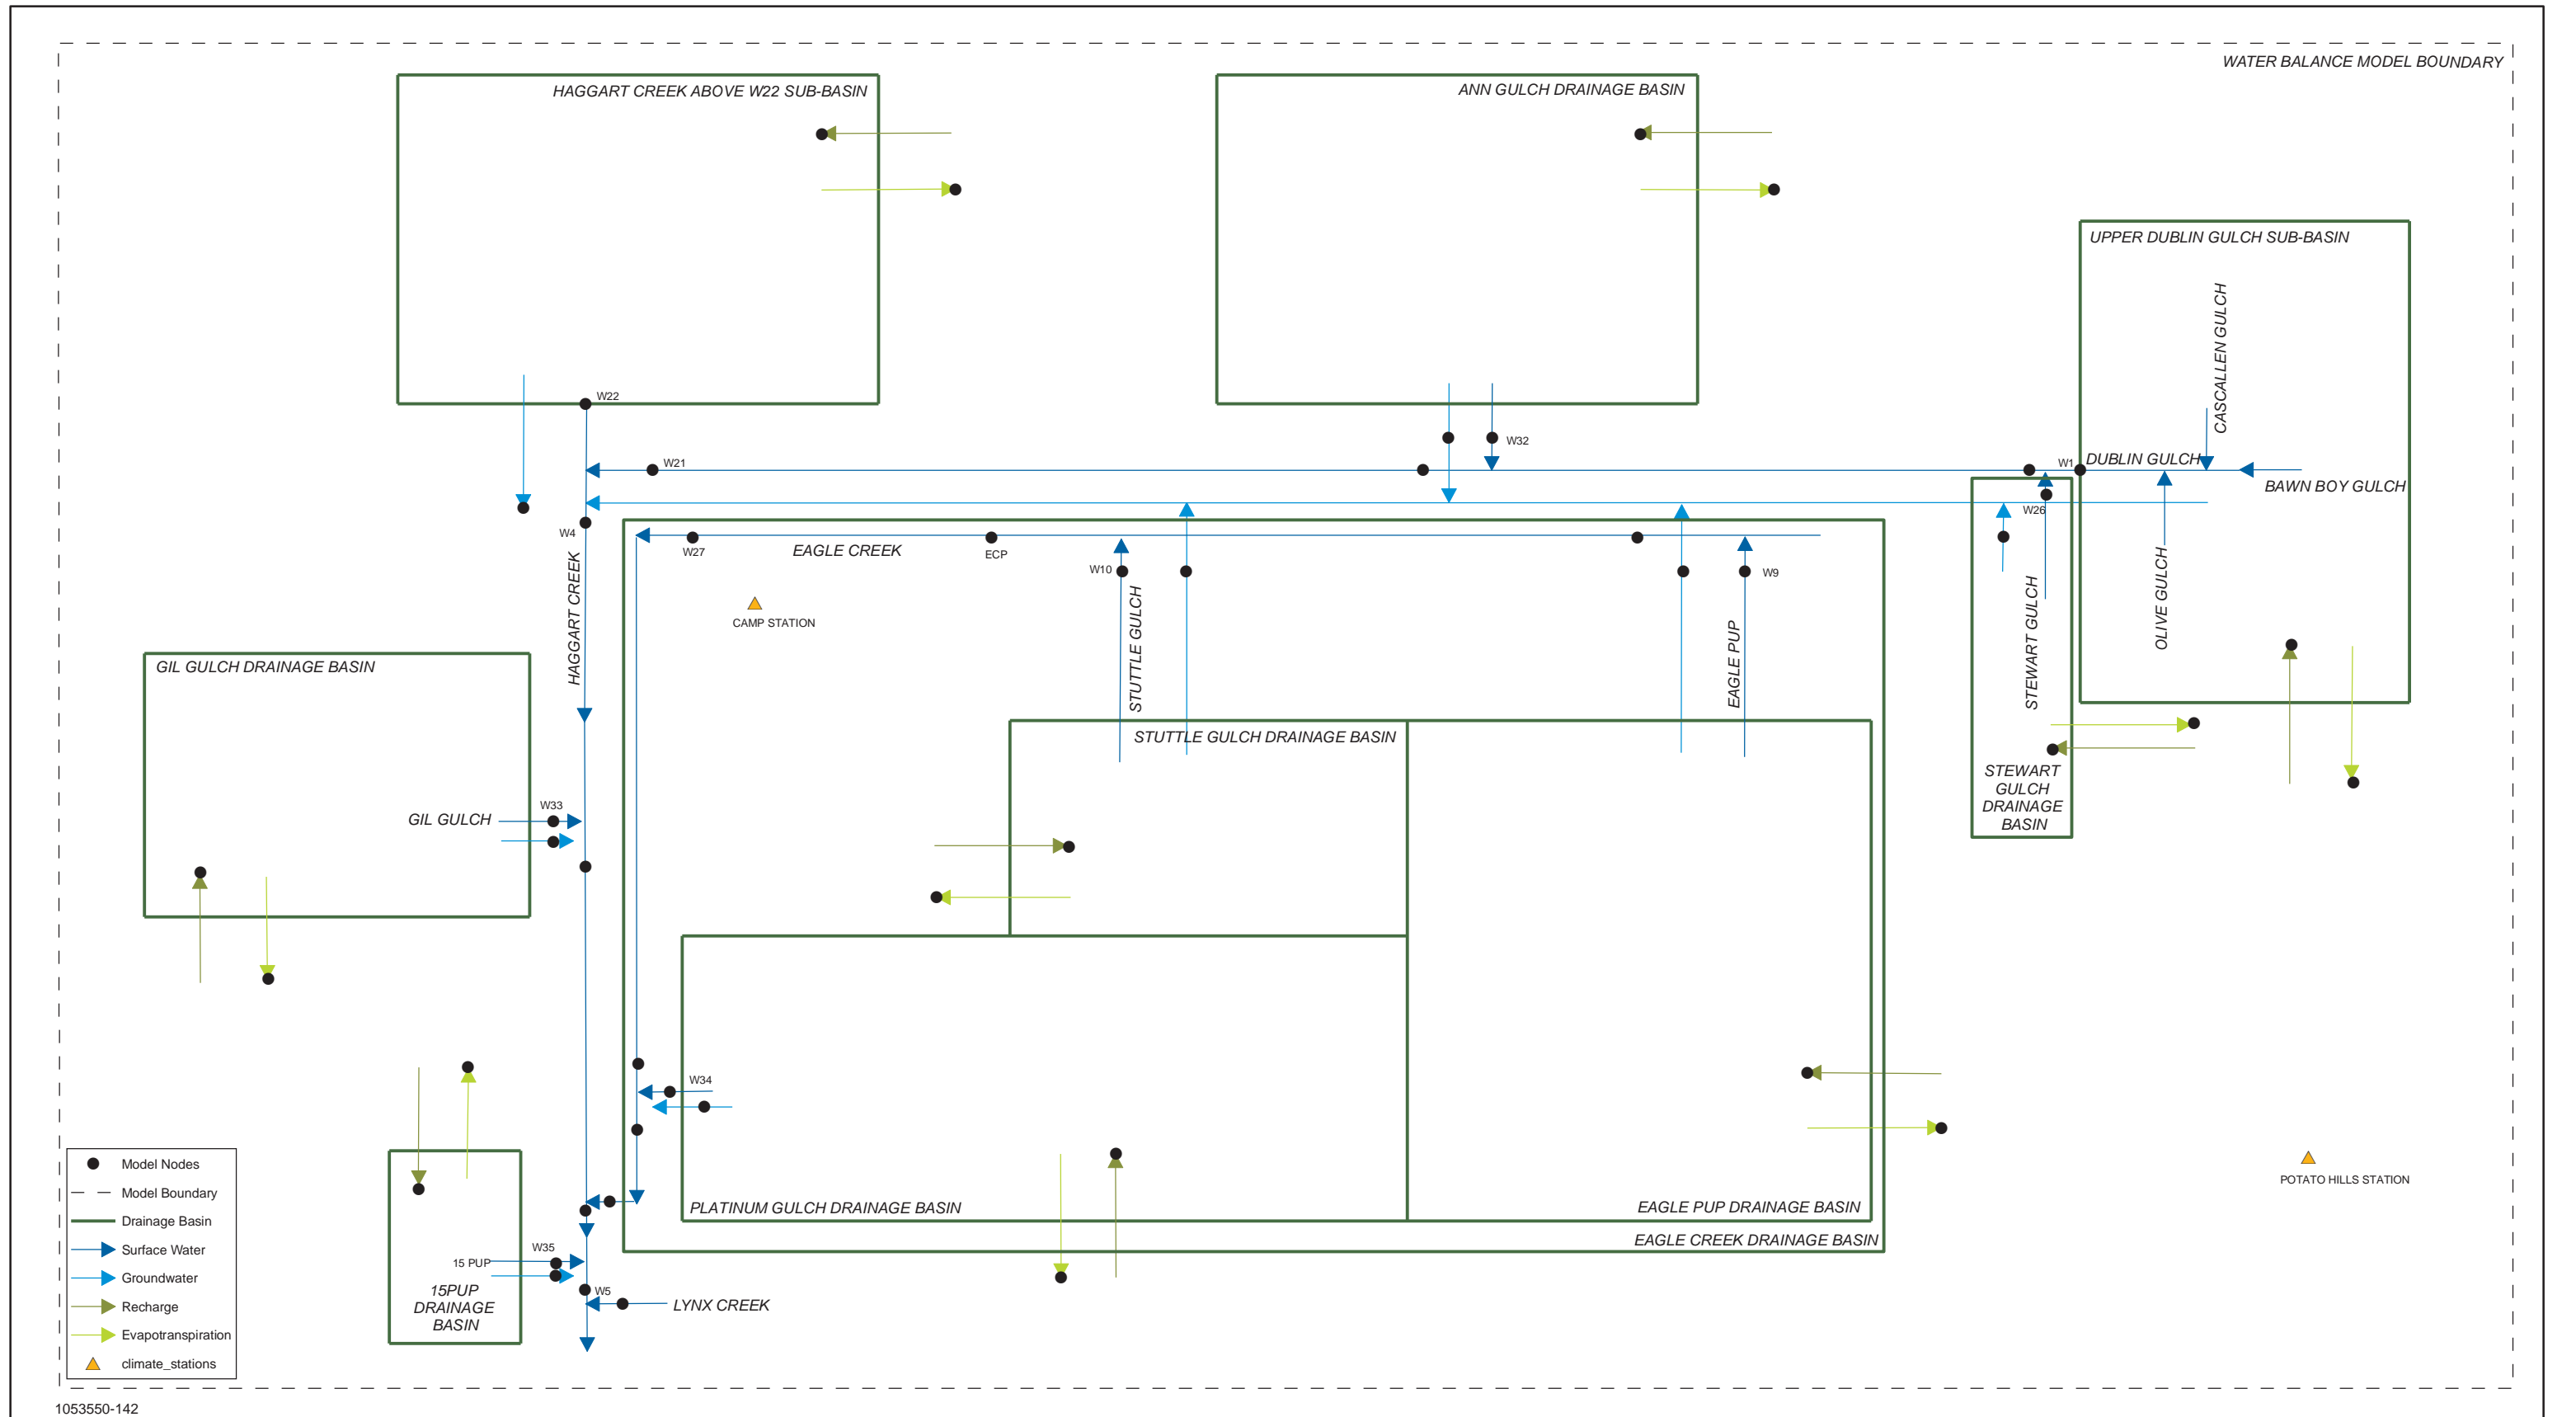 WATER BALANCE MODEL BOUNDARY
HAGGART CREEK ABOVE W22 SUB-BASIN
ANN GULCH DRAINAGE BASIN
UPPER DUBLIN GULCH SUB-BASIN
CASCALLEN GULCH
W22
W32
W21
W1
DUBLIN GULCH
BAWN BOY GULCH
W26
W4
W27
EAGLE CREEK
ECP
W10
W9
HAGGART CREEK
STUTTLE GULCH
EAGLE PUP
STEWART GULCH
OLIVE GULCH
CAMP STATION
GIL GULCH DRAINAGE BASIN
STUTTLE GULCH DRAINAGE BASIN
STEWART
GULCH
DRAINAGE
BASIN
W33
GIL GULCH
W34
PLATINUM GULCH DRAINAGE BASIN
EAGLE PUP DRAINAGE BASIN
EAGLE CREEK DRAINAGE BASIN
POTATO HILLS STATION
W35
15 PUP
15PUP
DRAINAGE
BASIN
W5
LYNX CREEK
Model Nodes
Model Boundary
Drainage Basin
Surface Water
Groundwater
Recharge
Evapotranspiration
climate_stations
1053550-142